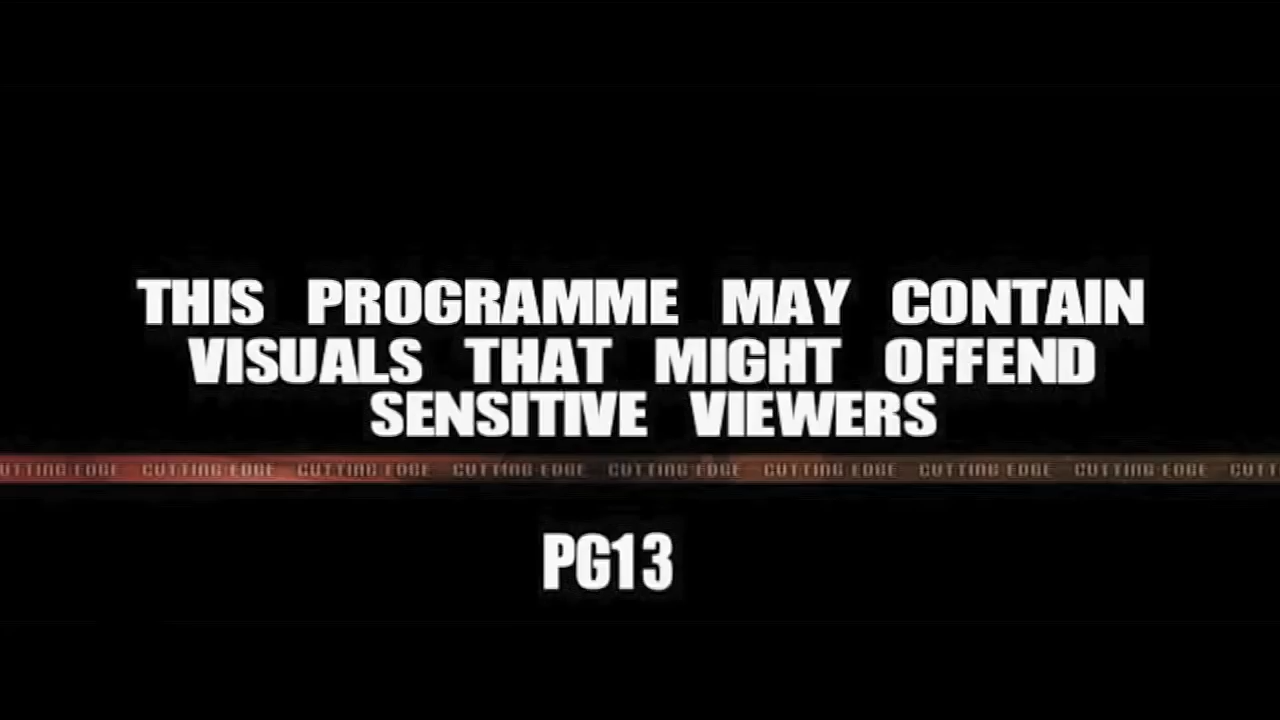 THIS PROGRAMME MAY CONTAIN
VISUALS THAT MIGHT OFFEND
SENSITIVE VIEWERS
CUTTING EDGE CUTTING EDGE CUTTING EDGE CUTTING EDGE CUTTING EDGE CUTTING EDGE CUTTING EDGE
PG13